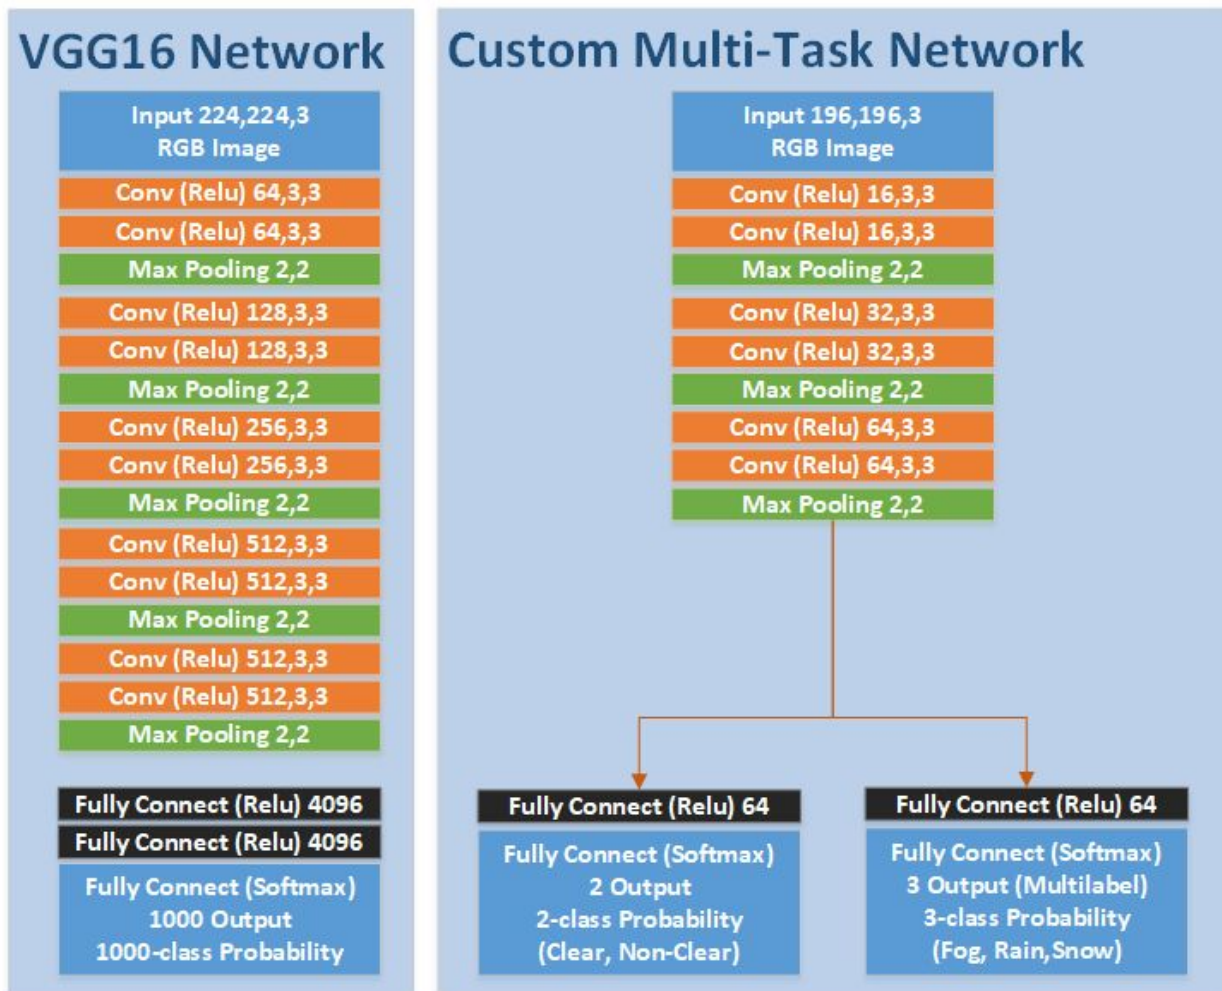 VGG16 Network
Input 224,224,3
RGB Image
Conv (Relu) 64,3,3
Conv (Relu) 64,3,3
Max Pooling 2,2
Conv (Relu) 128,3,3
Conv (Relu) 128,3,3
Max Pooling 2,2
Conv (Relu) 256,3,3
Conv (Relu) 256,3,3
Max Pooling 2,2
Conv (Relu) 512,3,3
Conv (Relu) 512,3,3
Max Pooling 2,2
Conv (Relu) 512,3,3
Conv (Relu) 512,3,3
Max Pooling 2,2
Fully Connect (Relu) 4096
Fully Connect (Relu) 4096
Fully Connect (Softmax)
1000 Output
1000-class Probability
Custom Multi-Task Network
Input 196,196,3
RGB Image
Conv (Relu) 16,3,3
Conv (Relu) 16,3,3
Max Pooling 2,2
Conv (Relu) 32,3,3
Conv (Relu) 32,3,3
Max Pooling 2,2
Conv (Relu) 64,3,3
Conv (Relu) 64,3,3
Max Pooling 2,2
Fully Connect (Relu) 64
Fully Connect (Softmax)
2 Output
2-class Probability
(Clear, Non-Clear)
Fully Connect (Relu) 64
Fully Connect (Softmax)
3 Output (Multilabel)
3-class Probability
(Fog, Rain,Snow)